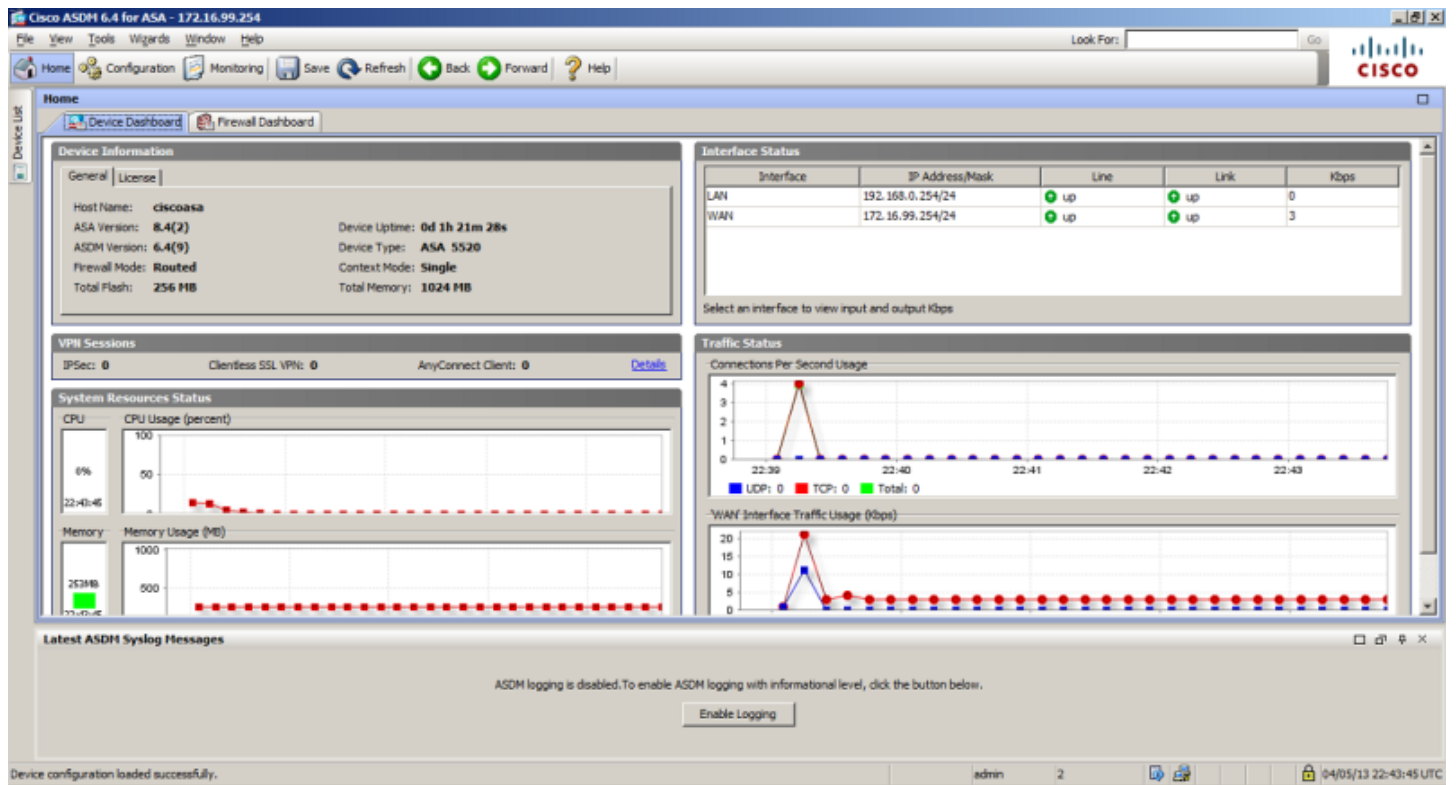 Cisco ASDM 6.4 for ASA - 172.16.99.254
File View Tools Wizards Window Help Look For: Go
Home Configuration Monitoring Save Refresh Back Forward Help
CISCO
Device List
Home
Device Dashboard Firewall Dashboard
Device Information
General License
Host Name: ciscoasa
ASA Version: 8.4(2) Device Uptime: 0d 1h 21m 28s
ASDM Version: 6.4(9) Device Type: ASA 5520
Firewall Mode: Routed Context Mode: Single
Total Flash: 256 MB Total Memory: 1024 MB
Interface Status
Interface IP Address/Mask Line Link Kbps
LAN 192.168.0.254/24 up up 0
WAN 172.16.99.254/24 up up 3
Select an interface to view input and output Kbps
VPN Sessions
IPSec: 0 Clientless SSL VPN: 0 AnyConnect Client: 0 Details
System Resources Status
CPU CPU Usage (percent)
100
50
0%
22:43:45
Memory Memory Usage (MB)
1000
500
253MB
22:43:45
Traffic Status
Connections Per Second Usage
4
3
2
1
0
22:39 22:40 22:41 22:42 22:43
UDP: 0 TCP: 0 Total: 0
'WAN' Interface Traffic Usage (Kbps)
20
15
10
5
0
Latest ASDM Syslog Messages
ASDM logging is disabled.To enable ASDM logging with informational level, click the button below.
Enable Logging
Device configuration loaded successfully. admin 2 04/05/13 22:43:45 UTC